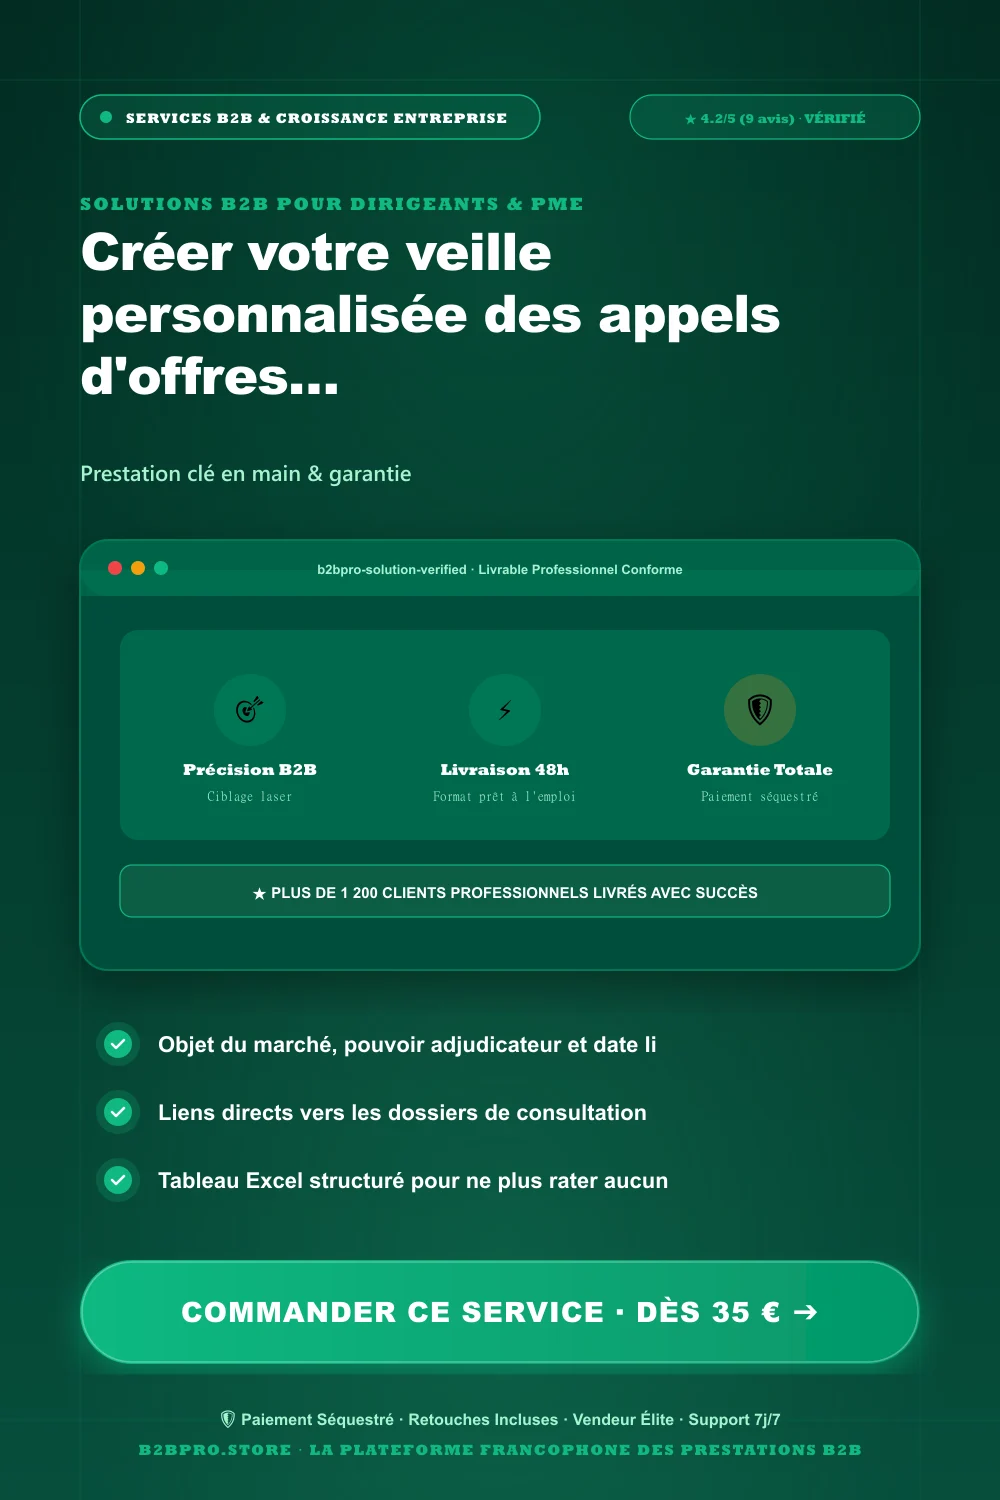 SERVICES B2B & CROISSANCE ENTREPRISE
★ 4.2/5 (9 avis) · VÉRIFIÉ
SOLUTIONS B2B POUR DIRIGEANTS & PME
Créer votre veille
personnalisée des appels
d'offres...
Prestation clé en main & garantie
b2bpro-solution-verified · Livrable Professionnel Conforme
Précision B2B
Ciblage laser
Livraison 48h
Format prêt à l'emploi
Garantie Totale
Paiement séquestré
★ PLUS DE 1 200 CLIENTS PROFESSIONNELS LIVRÉS AVEC SUCCÈS
Objet du marché, pouvoir adjudicateur et date li
Liens directs vers les dossiers de consultation
Tableau Excel structuré pour ne plus rater aucun
COMMANDER CE SERVICE · DÈS 35 € →
Paiement Séquestré · Retouches Incluses · Vendeur Élite · Support 7j/7
B2BPRO.STORE · LA PLATEFORME FRANCOPHONE DES PRESTATIONS B2B